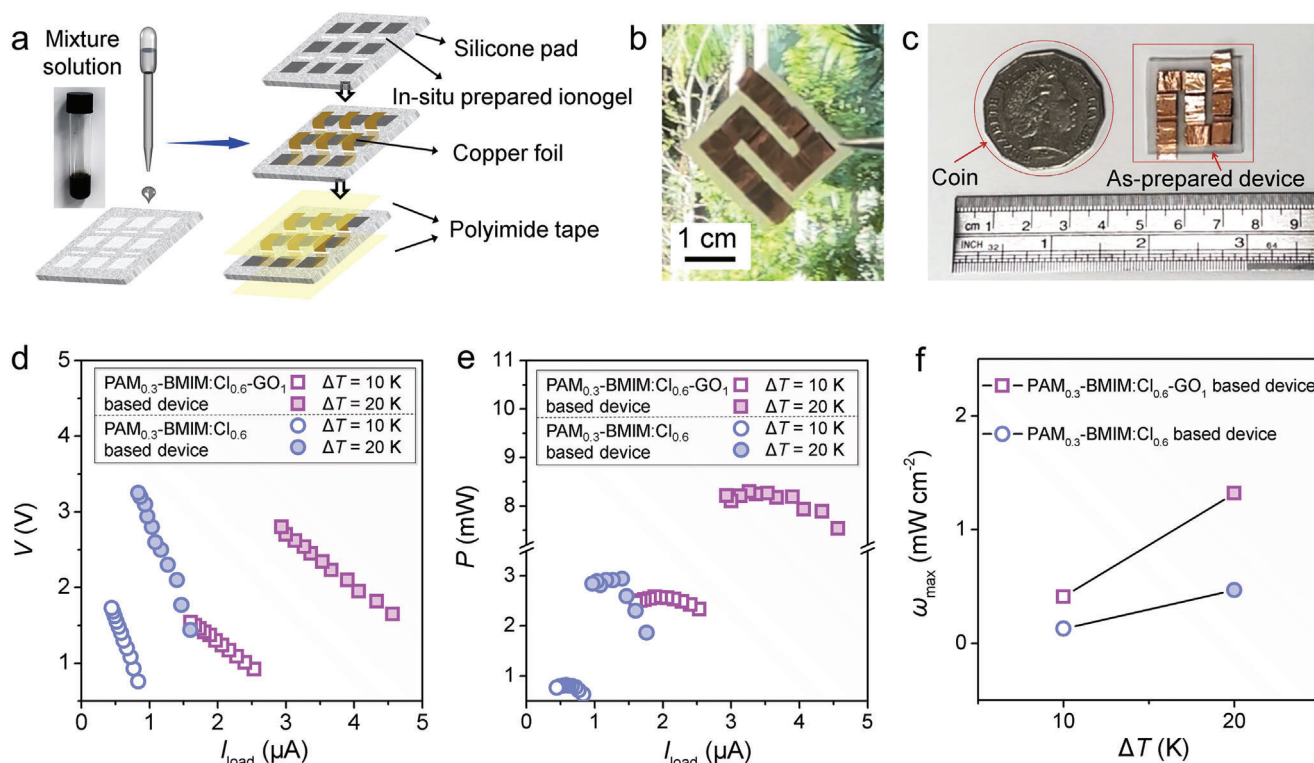 a
Mixture
solution
Silicone pad
In-situ prepared ionogel
Copper foil
Polyimide tape
b
1 cm
c
Coin
As-prepared device
cm 1 2 3 4 5 6 7 8 9
INCH 32 1 2 3 64
d
5
4
3
2
1
0 1 2 3 4 5
V (V)
I_load (μA)
PAM0.3-BMIM:Cl0.6-GO1
based device
ΔT = 10 K
ΔT = 20 K
PAM0.3-BMIM:Cl0.6
based device
ΔT = 10 K
ΔT = 20 K
e
11
10
9
8
3
2
1
0 1 2 3 4 5
P (mW)
I_load (μA)
PAM0.3-BMIM:Cl0.6-GO1
based device
ΔT = 10 K
ΔT = 20 K
PAM0.3-BMIM:Cl0.6
based device
ΔT = 10 K
ΔT = 20 K
f
PAM0.3-BMIM:Cl0.6-GO1 based device
PAM0.3-BMIM:Cl0.6 based device
2
1
0
10 20
ωmax (mW cm⁻²)
ΔT (K)